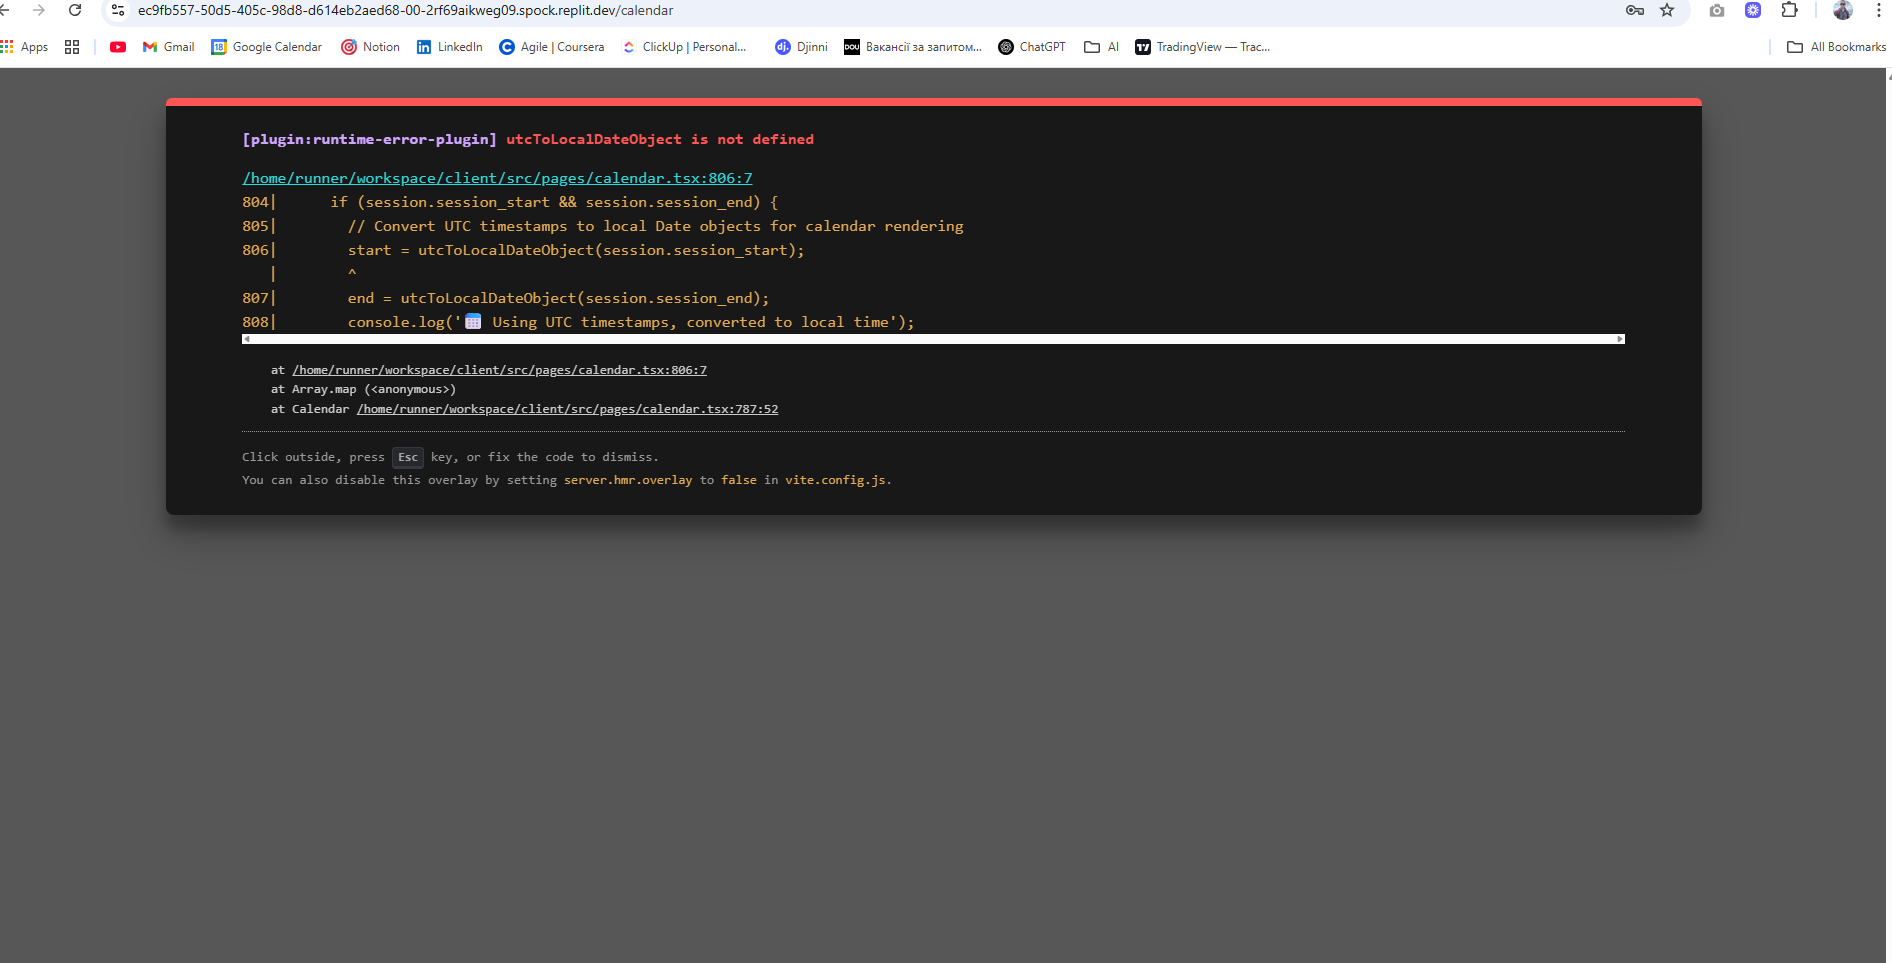 ec9fb557-50d5-405c-98d8-d614eb2aed68-00-2rf69aikweg09.spock.replit.dev/calendar
Apps Gmail 18 Google Calendar Notion LinkedIn Agile | Coursera ClickUp | Personal... dj. Djinni DOU Вакансії за запитом... ChatGPT AI TradingView — Trac... All Bookmarks
[plugin:runtime-error-plugin] utcToLocalDateObject is not defined
/home/runner/workspace/client/src/pages/calendar.tsx:806:7
804| if (session.session_start && session.session_end) {
805| // Convert UTC timestamps to local Date objects for calendar rendering
806| start = utcToLocalDateObject(session.session_start);
| ^
807| end = utcToLocalDateObject(session.session_end);
808| console.log('📅 Using UTC timestamps, converted to local time');
at /home/runner/workspace/client/src/pages/calendar.tsx:806:7
at Array.map (<anonymous>)
at Calendar /home/runner/workspace/client/src/pages/calendar.tsx:787:52
Click outside, press Esc key, or fix the code to dismiss.
You can also disable this overlay by setting server.hmr.overlay to false in vite.config.js.